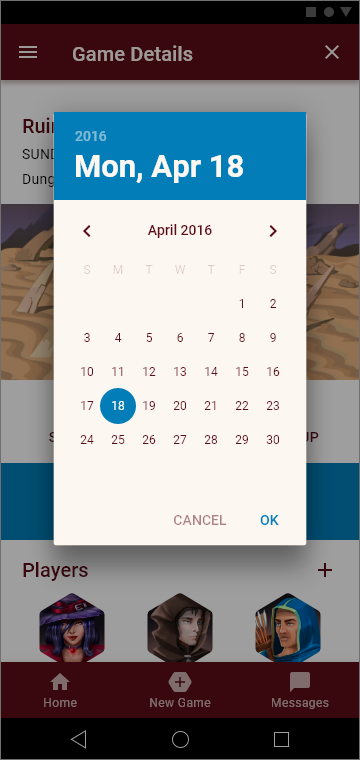 Game Details
Rui
SUND
Dung
2016
Mon, Apr 18
April 2016
S M T W T F S
1 2
3 4 5 6 7 8 9
10 11 12 13 14 15 16
17 18 19 20 21 22 23
24 25 26 27 28 29 30
S UP
CANCEL OK
Players
Home New Game Messages